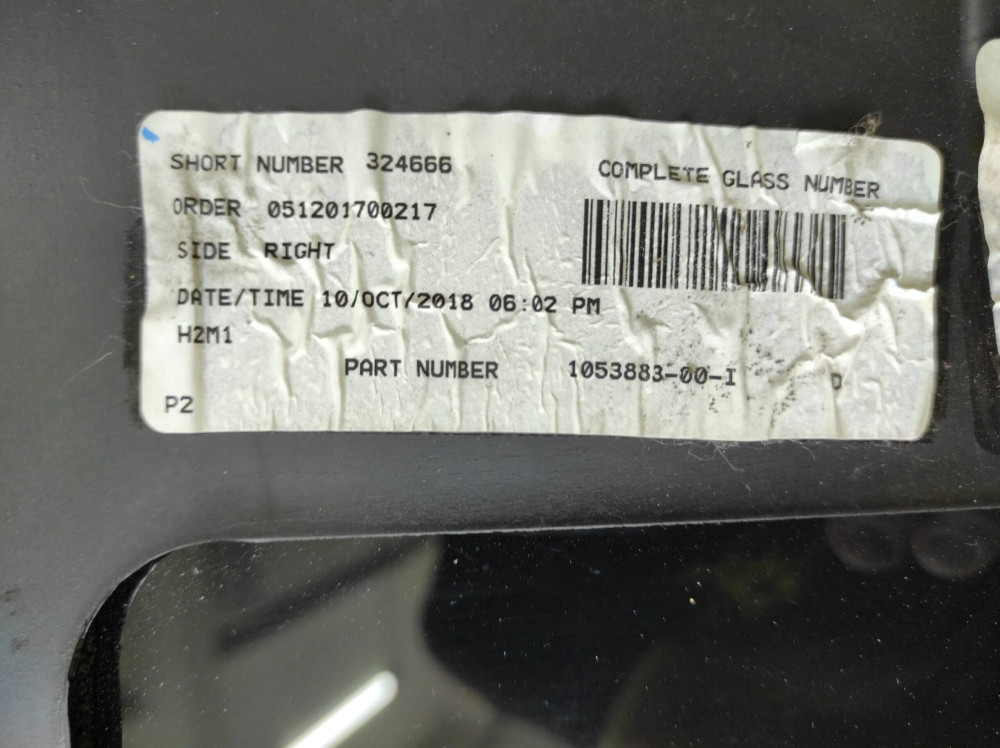 SHORT NUMBER 324666
COMPLETE GLASS NUMBER
ORDER 051201700217
SIDE RIGHT
DATE/TIME 10/OCT/2018 06:02 PM
H2M1
PART NUMBER 1053883-00-I D
P2